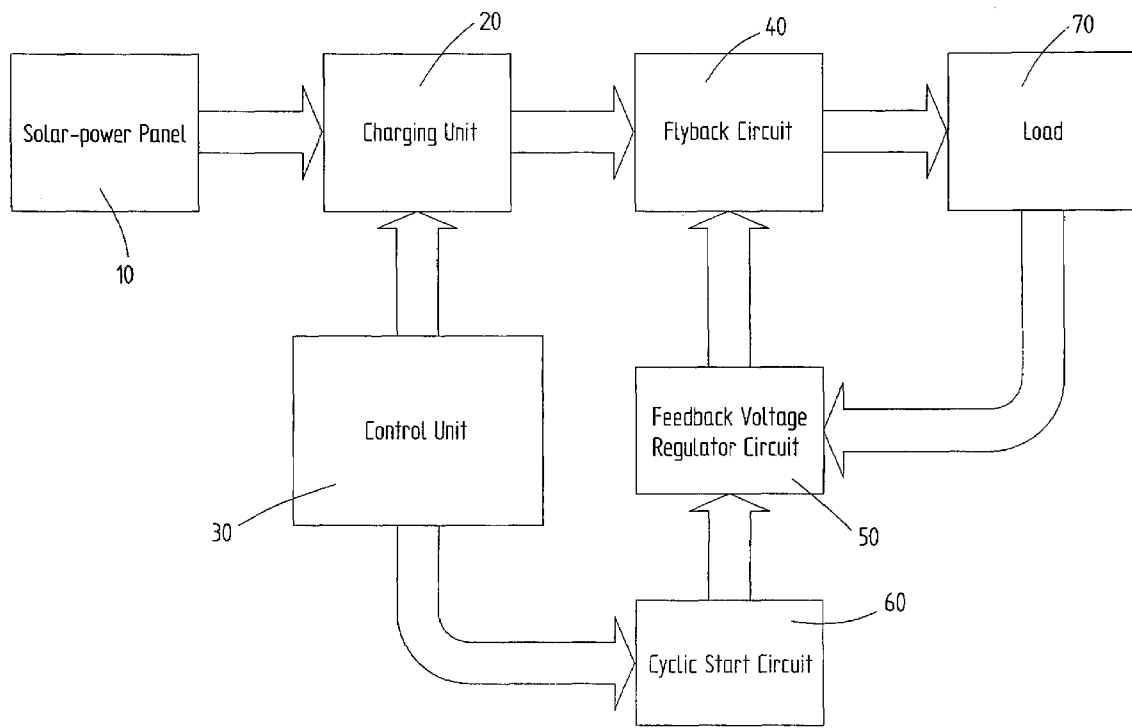 20
40
70
Solar-power Panel
Charging Unit
Flyback Circuit
Load
10
Control Unit
Feedback Voltage
Regulator Circuit
30
50
60
Cyclic Start Circuit